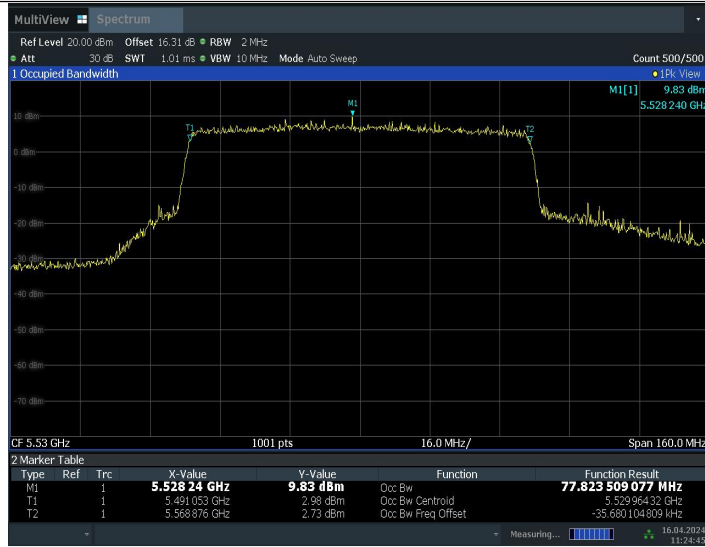 MultiView Spectrum
Ref Level 20.00 dBm Offset 16.31 dB RBW 2 MHz
Att 30 dB SWT 1.01 ms VBW 10 MHz Mode Auto Sweep Count 500/500
1 Occupied Bandwidth 1Pk View
M1[1] 9.83 dBm
5.528 240 GHz
M1
10 dBm
T1
T2
0 dBm
-10 dBm
-20 dBm
-30 dBm
-40 dBm
-50 dBm
-60 dBm
-70 dBm
CF 5.53 GHz 1001 pts 16.0 MHz/ Span 160.0 MHz
2 Marker Table
Type Ref Trc X-Value Y-Value Function Function Result
M1 1 5.528 24 GHz 9.83 dBm Occ Bw 77.823 509 077 MHz
T1 1 5.491 053 GHz 2.98 dBm Occ Bw Centroid 5.529 964 32 GHz
T2 1 5.568 876 GHz 2.73 dBm Occ Bw Freq Offset -35.680 104 809 kHz
Measuring... 16.04.2024
11:24:45